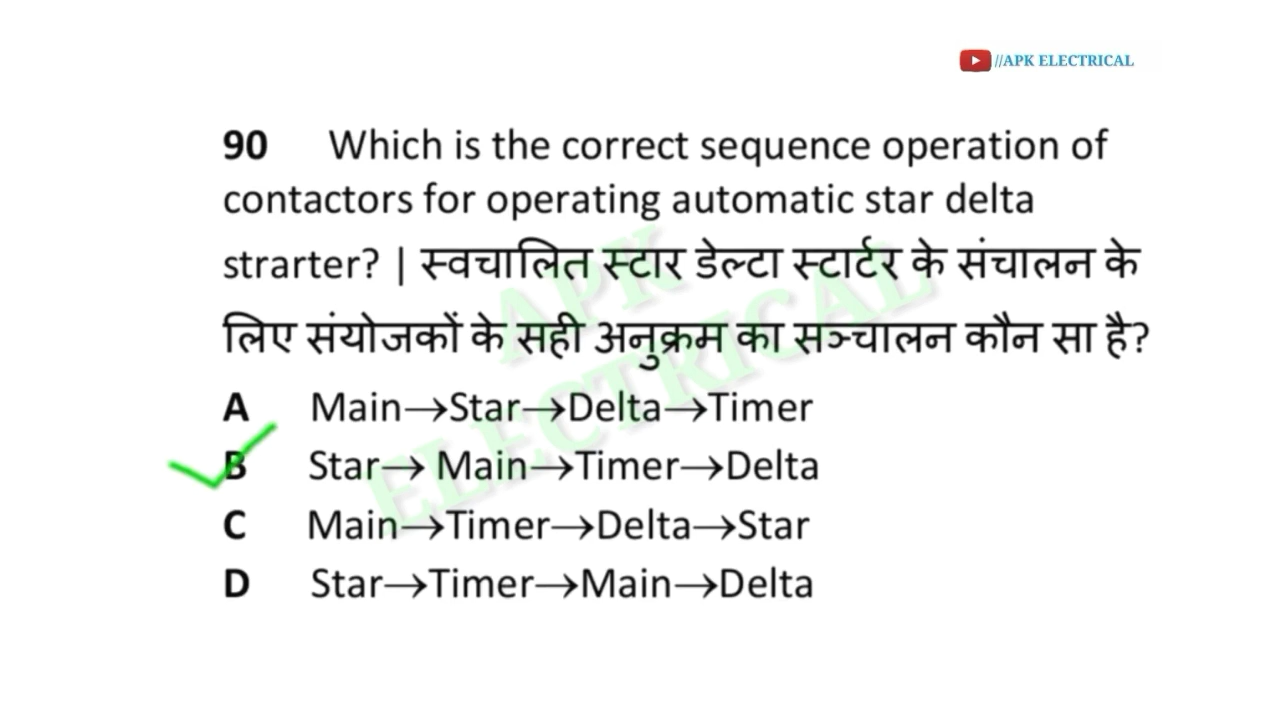 //APK ELECTRICAL
90 Which is the correct sequence operation of
contactors for operating automatic star delta
strarter? | स्वचालित स्टार डेल्टा स्टार्टर के संचालन के
लिए संयोजकों के सही अनुक्रम का सञ्चालन कौन सा है?
APK
ELECTRICAL
A Main→Star→Delta→Timer
B Star→ Main→Timer→Delta
C Main→Timer→Delta→Star
D Star→Timer→Main→Delta